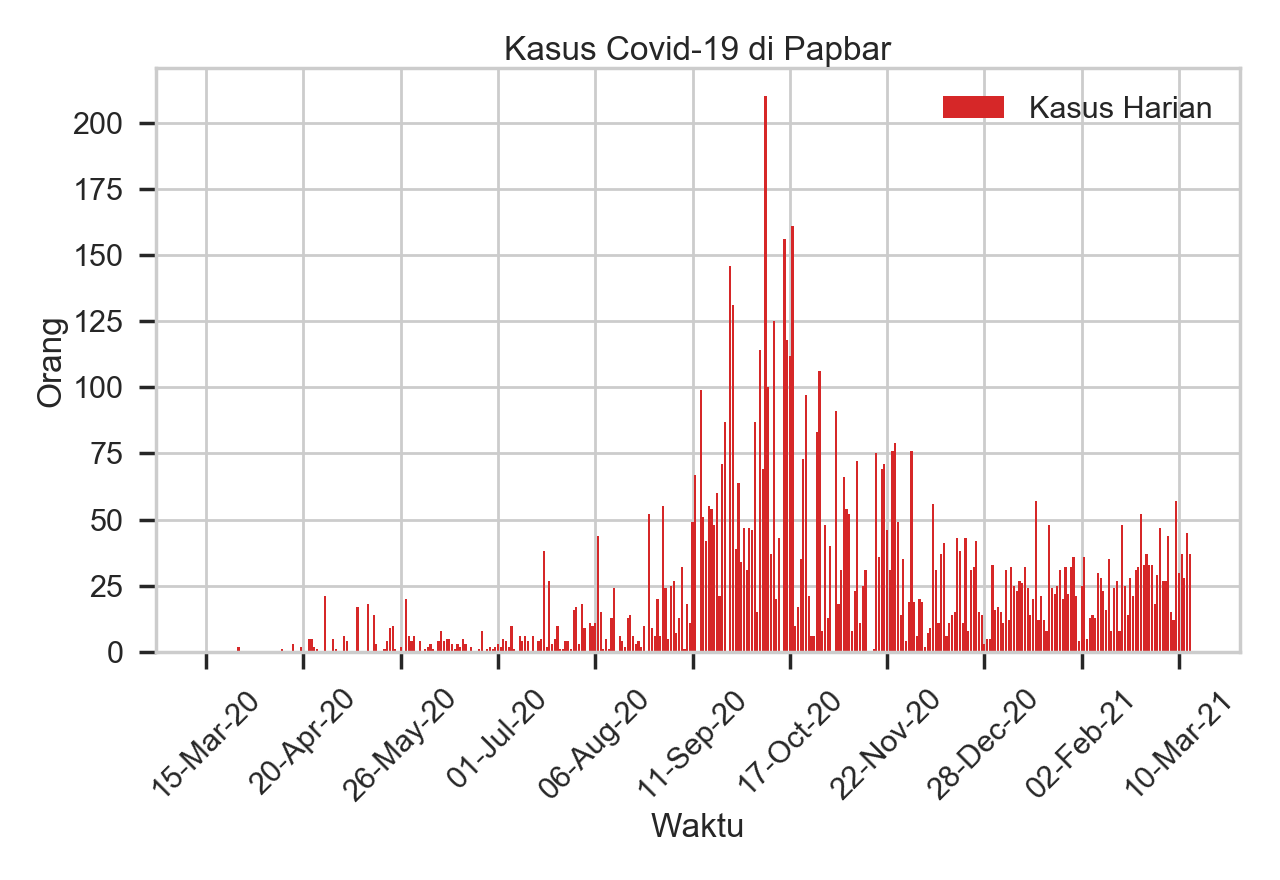 Kasus Covid-19 di Papbar
Kasus Harian
200
175
150
125
100
75
50
25
0
Orang
15-Mar-20
20-Apr-20
26-May-20
01-Jul-20
06-Aug-20
11-Sep-20
17-Oct-20
22-Nov-20
28-Dec-20
02-Feb-21
10-Mar-21
Waktu